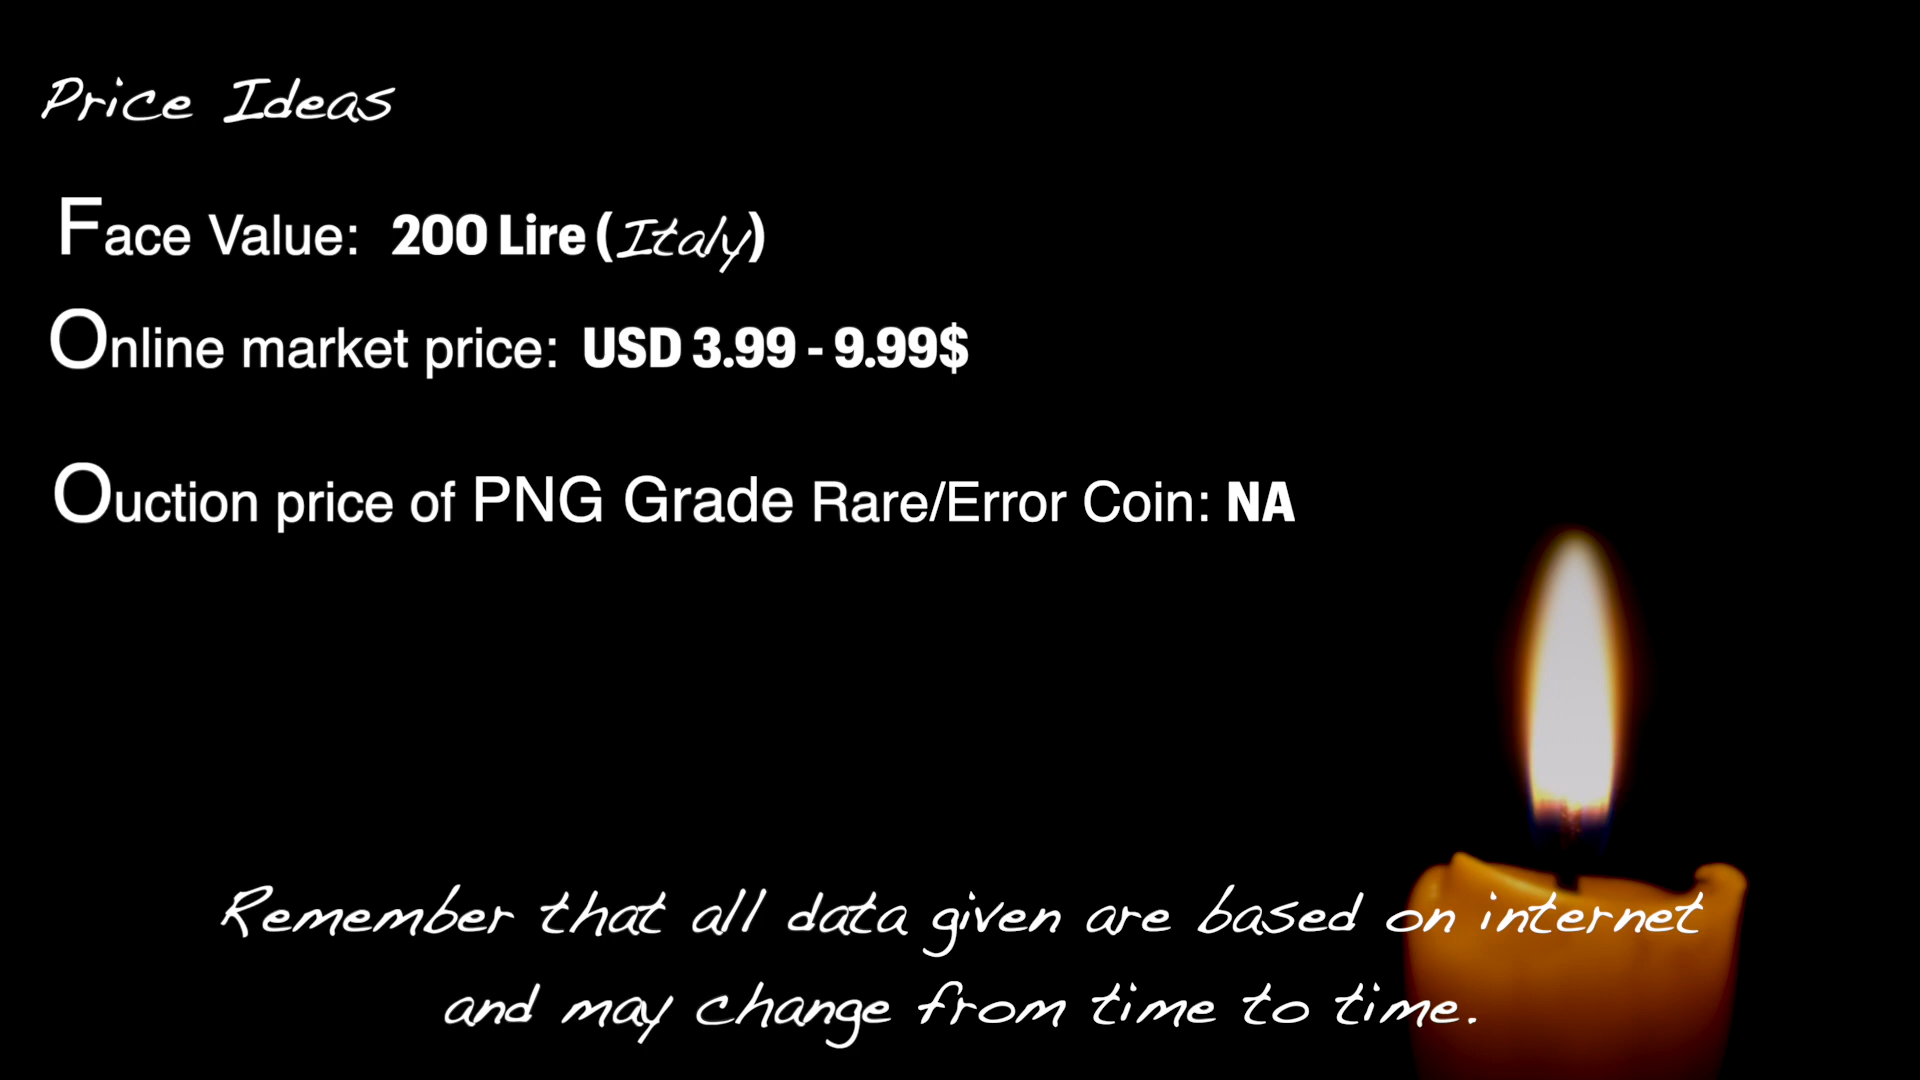 Price Ideas
Face Value: 200 Lire (Italy)
Online market price: USD 3.99 - 9.99$
Ouction price of PNG Grade Rare/Error Coin: NA
Remember that all data given are based on internet
and may change from time to time.